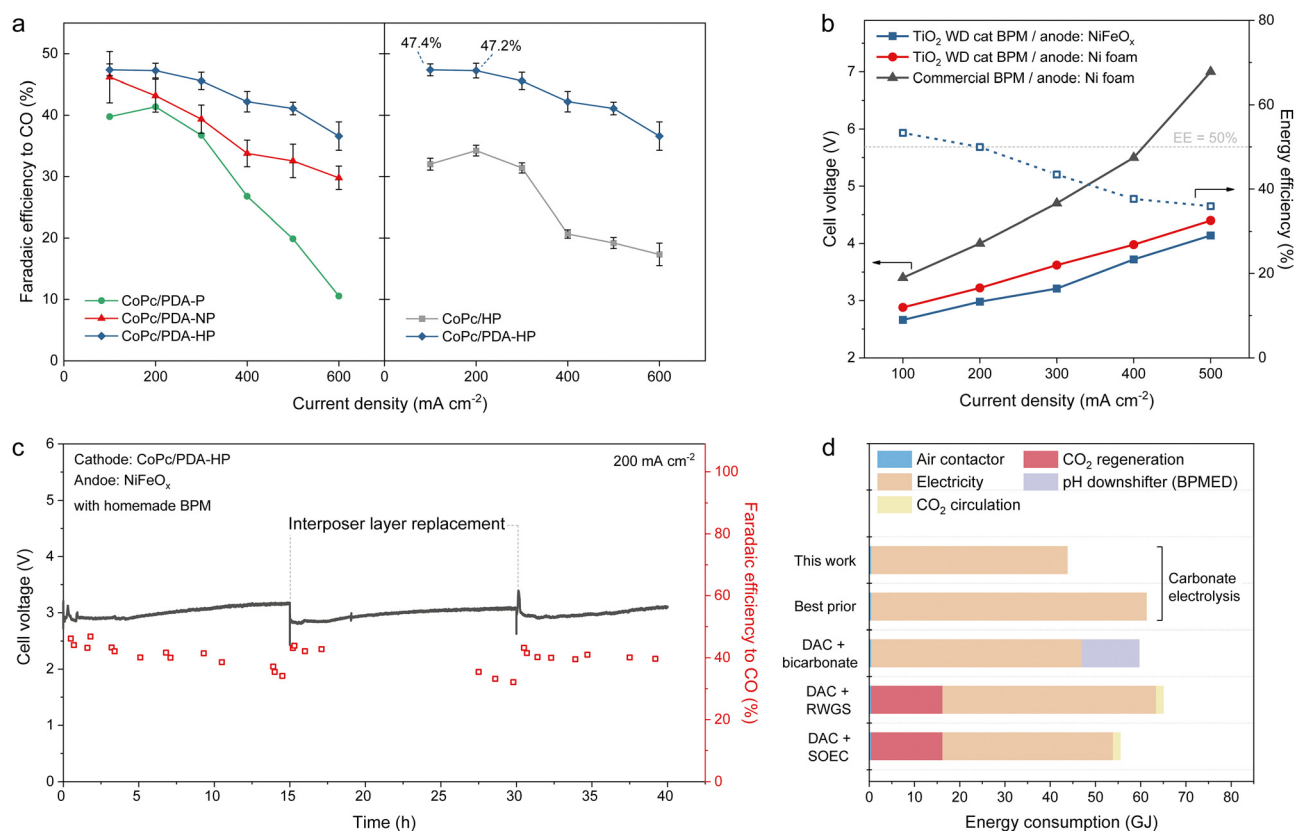 a
Faradaic efficiency to CO (%)
50
40
30
20
10
0
47.4%
47.2%
CoPc/PDA-P
CoPc/PDA-NP
CoPc/PDA-HP
CoPc/HP
CoPc/PDA-HP
0 200 400 600 0 200 400 600
Current density (mA cm⁻²)
b
TiO₂ WD cat BPM / anode: NiFeOₓ
TiO₂ WD cat BPM / anode: Ni foam
Commercial BPM / anode: Ni foam
EE = 50%
Cell voltage (V)
7
6
5
4
3
2
Energy efficiency (%)
80
60
40
20
0
100 200 300 400 500
Current density (mA cm⁻²)
c
Cathode: CoPc/PDA-HP
Andoe: NiFeOₓ
with homemade BPM
200 mA cm⁻²
Interposer layer replacement
Cell voltage (V)
6
5
4
3
2
1
0
Faradaic efficiency to CO (%)
100
80
60
40
20
0
0 5 10 15 20 25 30 35 40
Time (h)
d
Air contactor
Electricity
CO₂ circulation
CO₂ regeneration
pH downshifter (BPMED)
This work
Best prior
Carbonate
electrolysis
DAC +
bicarbonate
DAC +
RWGS
DAC +
SOEC
0 10 20 30 40 50 60 70 80
Energy consumption (GJ)